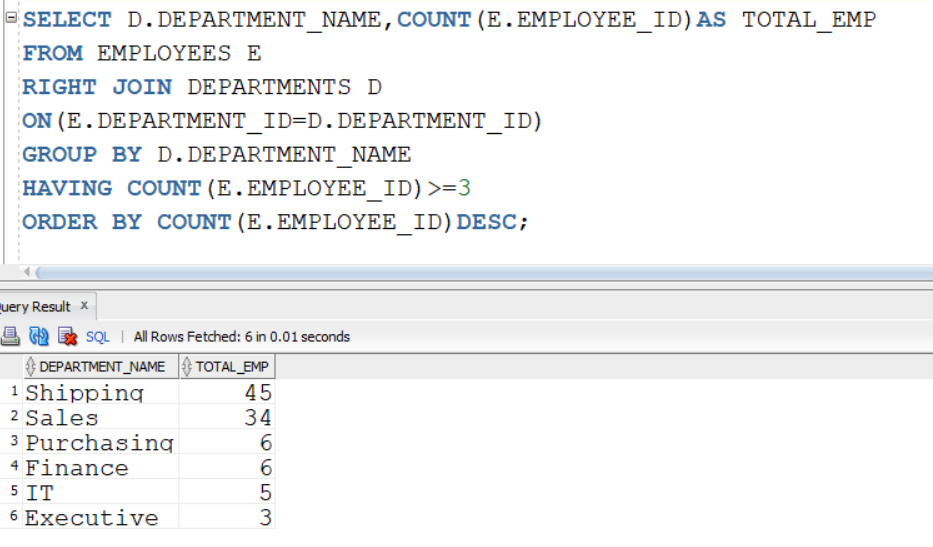 SELECT D.DEPARTMENT_NAME,COUNT(E.EMPLOYEE_ID)AS TOTAL_EMP
FROM EMPLOYEES E
RIGHT JOIN DEPARTMENTS D
ON(E.DEPARTMENT_ID=D.DEPARTMENT_ID)
GROUP BY D.DEPARTMENT_NAME
HAVING COUNT(E.EMPLOYEE_ID)>=3
ORDER BY COUNT(E.EMPLOYEE_ID)DESC;
Query Result x
SQL | All Rows Fetched: 6 in 0.01 seconds
DEPARTMENT_NAME TOTAL_EMP
1 Shipping 45
2 Sales 34
3 Purchasing 6
4 Finance 6
5 IT 5
6 Executive 3